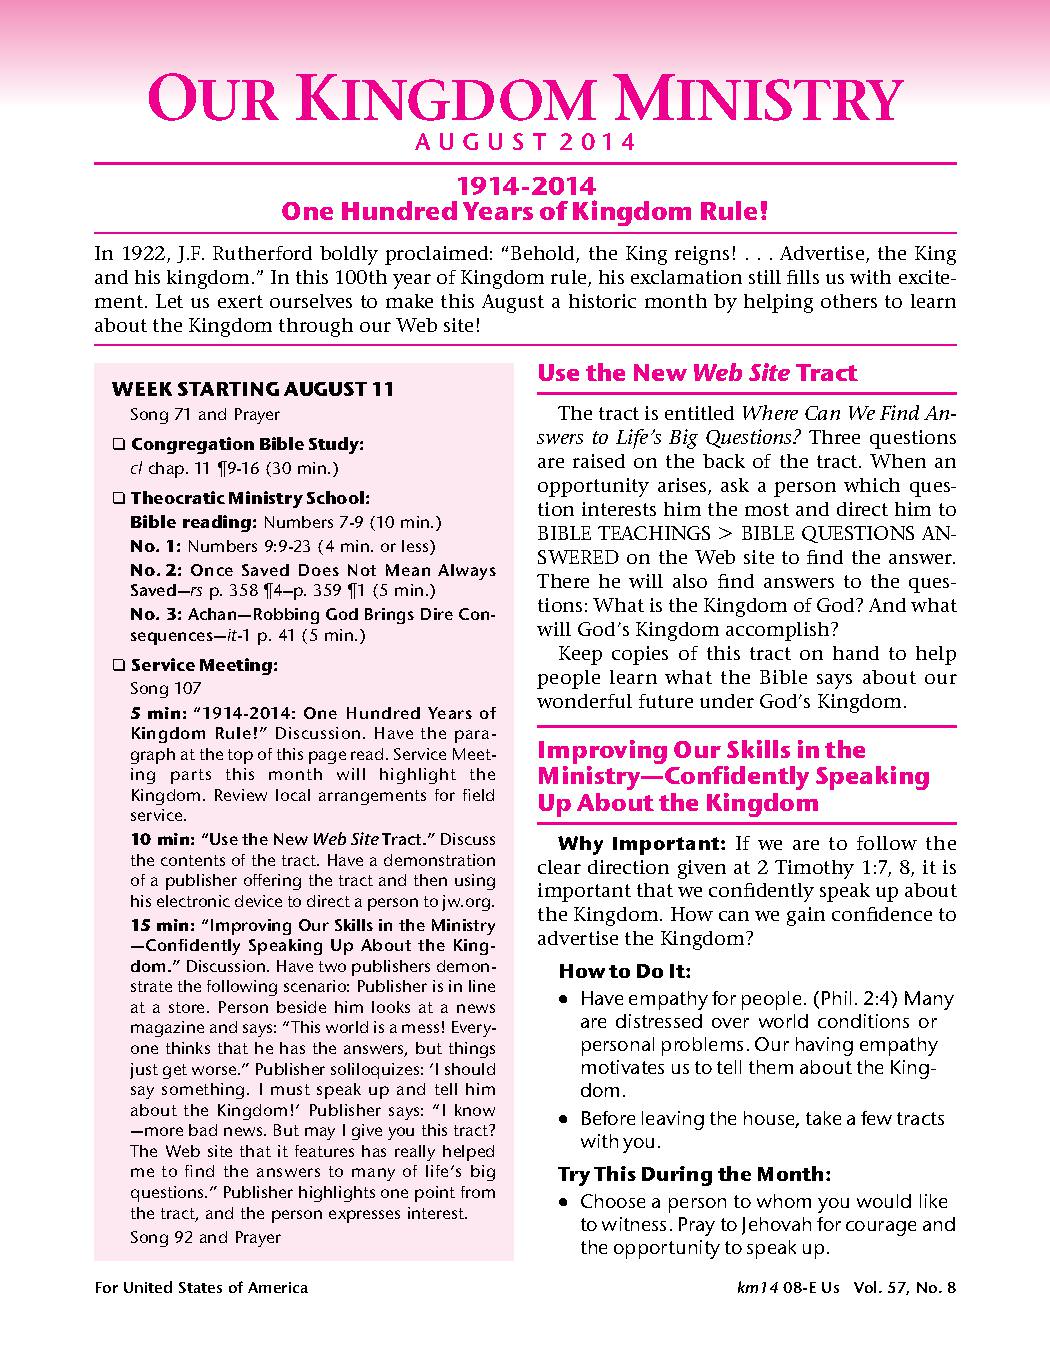 OUR KINGDOM MINISTRY
AUGUST 2014
1914-2014
One Hundred Years of Kingdom Rule!
In 1922, J.F. Rutherford boldly proclaimed: “Behold, the King reigns! . . . Advertise, the King
and his kingdom.” In this 100th year of Kingdom rule, his exclamation still fills us with excite-
ment. Let us exert ourselves to make this August a historic month by helping others to learn
about the Kingdom through our Web site!
WEEK STARTING AUGUST 11
Song 71 and Prayer
❑ Congregation Bible Study:
cl chap. 11 ¶9-16 (30 min.)
❑ Theocratic Ministry School:
Bible reading: Numbers 7-9 (10 min.)
No. 1: Numbers 9:9-23 (4 min. or less)
No. 2: Once Saved Does Not Mean Always
Saved—rs p. 358 ¶4–p. 359 ¶1 (5 min.)
No. 3: Achan—Robbing God Brings Dire Con-
sequences—it-1 p. 41 (5 min.)
❑ Service Meeting:
Song 107
5 min: “1914-2014: One Hundred Years of
Kingdom Rule!” Discussion. Have the para-
graph at the top of this page read. Service Meet-
ing parts this month will highlight the
Kingdom. Review local arrangements for field
service.
10 min: “Use the New Web Site Tract.” Discuss
the contents of the tract. Have a demonstration
of a publisher offering the tract and then using
his electronic device to direct a person to jw.org.
15 min: “Improving Our Skills in the Ministry
—Confidently Speaking Up About the King-
dom.” Discussion. Have two publishers demon-
strate the following scenario: Publisher is in line
at a store. Person beside him looks at a news
magazine and says: “This world is a mess! Every-
one thinks that he has the answers, but things
just get worse.” Publisher soliloquizes: ‘I should
say something. I must speak up and tell him
about the Kingdom!’ Publisher says: “I know
—more bad news. But may I give you this tract?
The Web site that it features has really helped
me to find the answers to many of life’s big
questions.” Publisher highlights one point from
the tract, and the person expresses interest.
Song 92 and Prayer
Use the New Web Site Tract
The tract is entitled Where Can We Find An-
swers to Life’s Big Questions? Three questions
are raised on the back of the tract. When an
opportunity arises, ask a person which ques-
tion interests him the most and direct him to
BIBLE TEACHINGS > BIBLE QUESTIONS AN-
SWERED on the Web site to find the answer.
There he will also find answers to the ques-
tions: What is the Kingdom of God? And what
will God’s Kingdom accomplish?
Keep copies of this tract on hand to help
people learn what the Bible says about our
wonderful future under God’s Kingdom.
Improving Our Skills in the
Ministry—Confidently Speaking
Up About the Kingdom
Why Important: If we are to follow the
clear direction given at 2 Timothy 1:7, 8, it is
important that we confidently speak up about
the Kingdom. How can we gain confidence to
advertise the Kingdom?
How to Do It:
● Have empathy for people. (Phil. 2:4) Many
are distressed over world conditions or
personal problems. Our having empathy
motivates us to tell them about the King-
dom.
● Before leaving the house, take a few tracts
with you.
Try This During the Month:
● Choose a person to whom you would like
to witness. Pray to Jehovah for courage and
the opportunity to speak up.
For United States of America
km14 08-E Us Vol. 57, No. 8